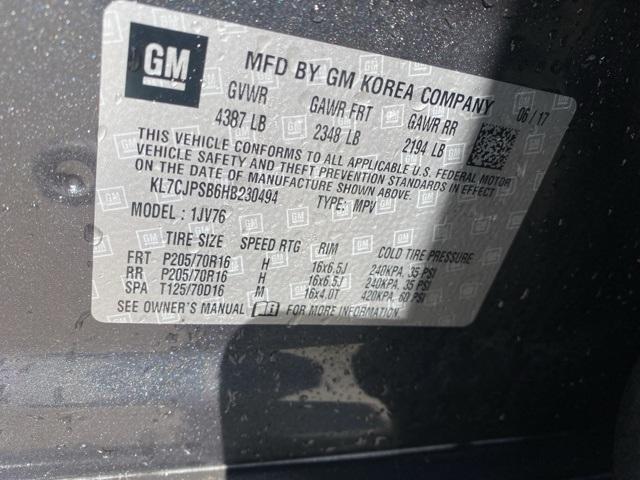 GM
MFD BY GM KOREA COMPANY
GVWR GAWR FRT GAWR RR 06 / 17
4387 LB 2348 LB 2194 LB
THIS VEHICLE CONFORMS TO ALL APPLICABLE U.S. FEDERAL MOTOR
VEHICLE SAFETY AND THEFT PREVENTION STANDARDS IN EFFECT
ON THE DATE OF MANUFACTURE SHOWN ABOVE.
KL7CJPSB6HB230494 TYPE: MPV
MODEL : 1JV76
TIRE SIZE SPEED RTG RIM COLD TIRE PRESSURE
FRT P205/70R16 H 16x6.5J 240KPA, 35 PSI
RR P205/70R16 H 16x6.5J 240KPA, 35 PSI
SPA T125/70D16 M 16x4.0T 420KPA, 60 PSI
SEE OWNER'S MANUAL FOR MORE INFORMATION